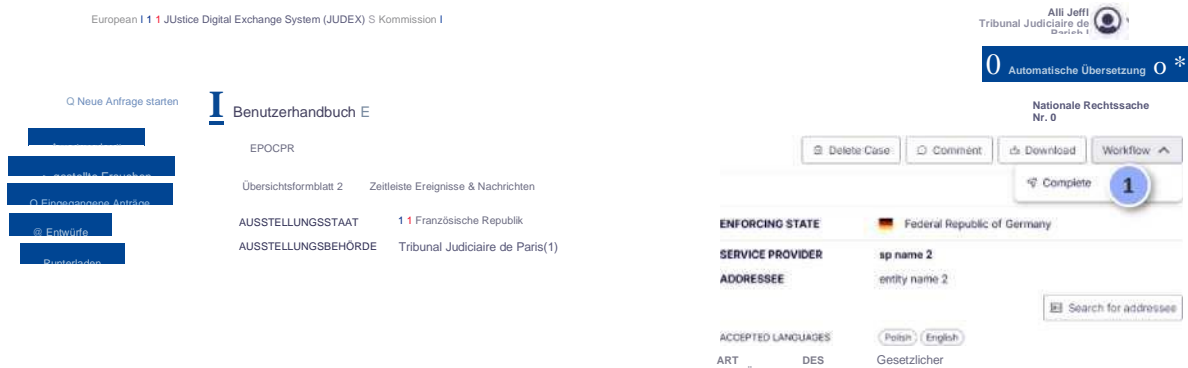 European I 1 1 JUstice Digital Exchange System (JUDEX) S Kommission I
Alli Jeffl
Tribunal Judiciaire de
Parish I
0 Automatische Übersetzung O *
Q Neue Anfrage starten
I Benutzerhandbuch E
Nationale Rechtssache
Nr. 0
EPOCPR
Delete Case
Comment
Download
Workflow
Complete
1
gestellte Ersuchen
Q Eingegangene Anträge
@ Entwürfe
Runterladen
Übersichtsformblatt 2 Zeitleiste Ereignisse & Nachrichten
AUSSTELLUNGSSTAAT 1 1 Französische Republik
AUSSTELLUNGSBEHÖRDE Tribunal Judiciaire de Paris(1)
ENFORCING STATE Federal Republic of Germany
SERVICE PROVIDER sp name 2
ADDRESSEE entity name 2
Search for addressee
ACCEPTED LANGUAGES Polish English
ART DES Gesetzlicher